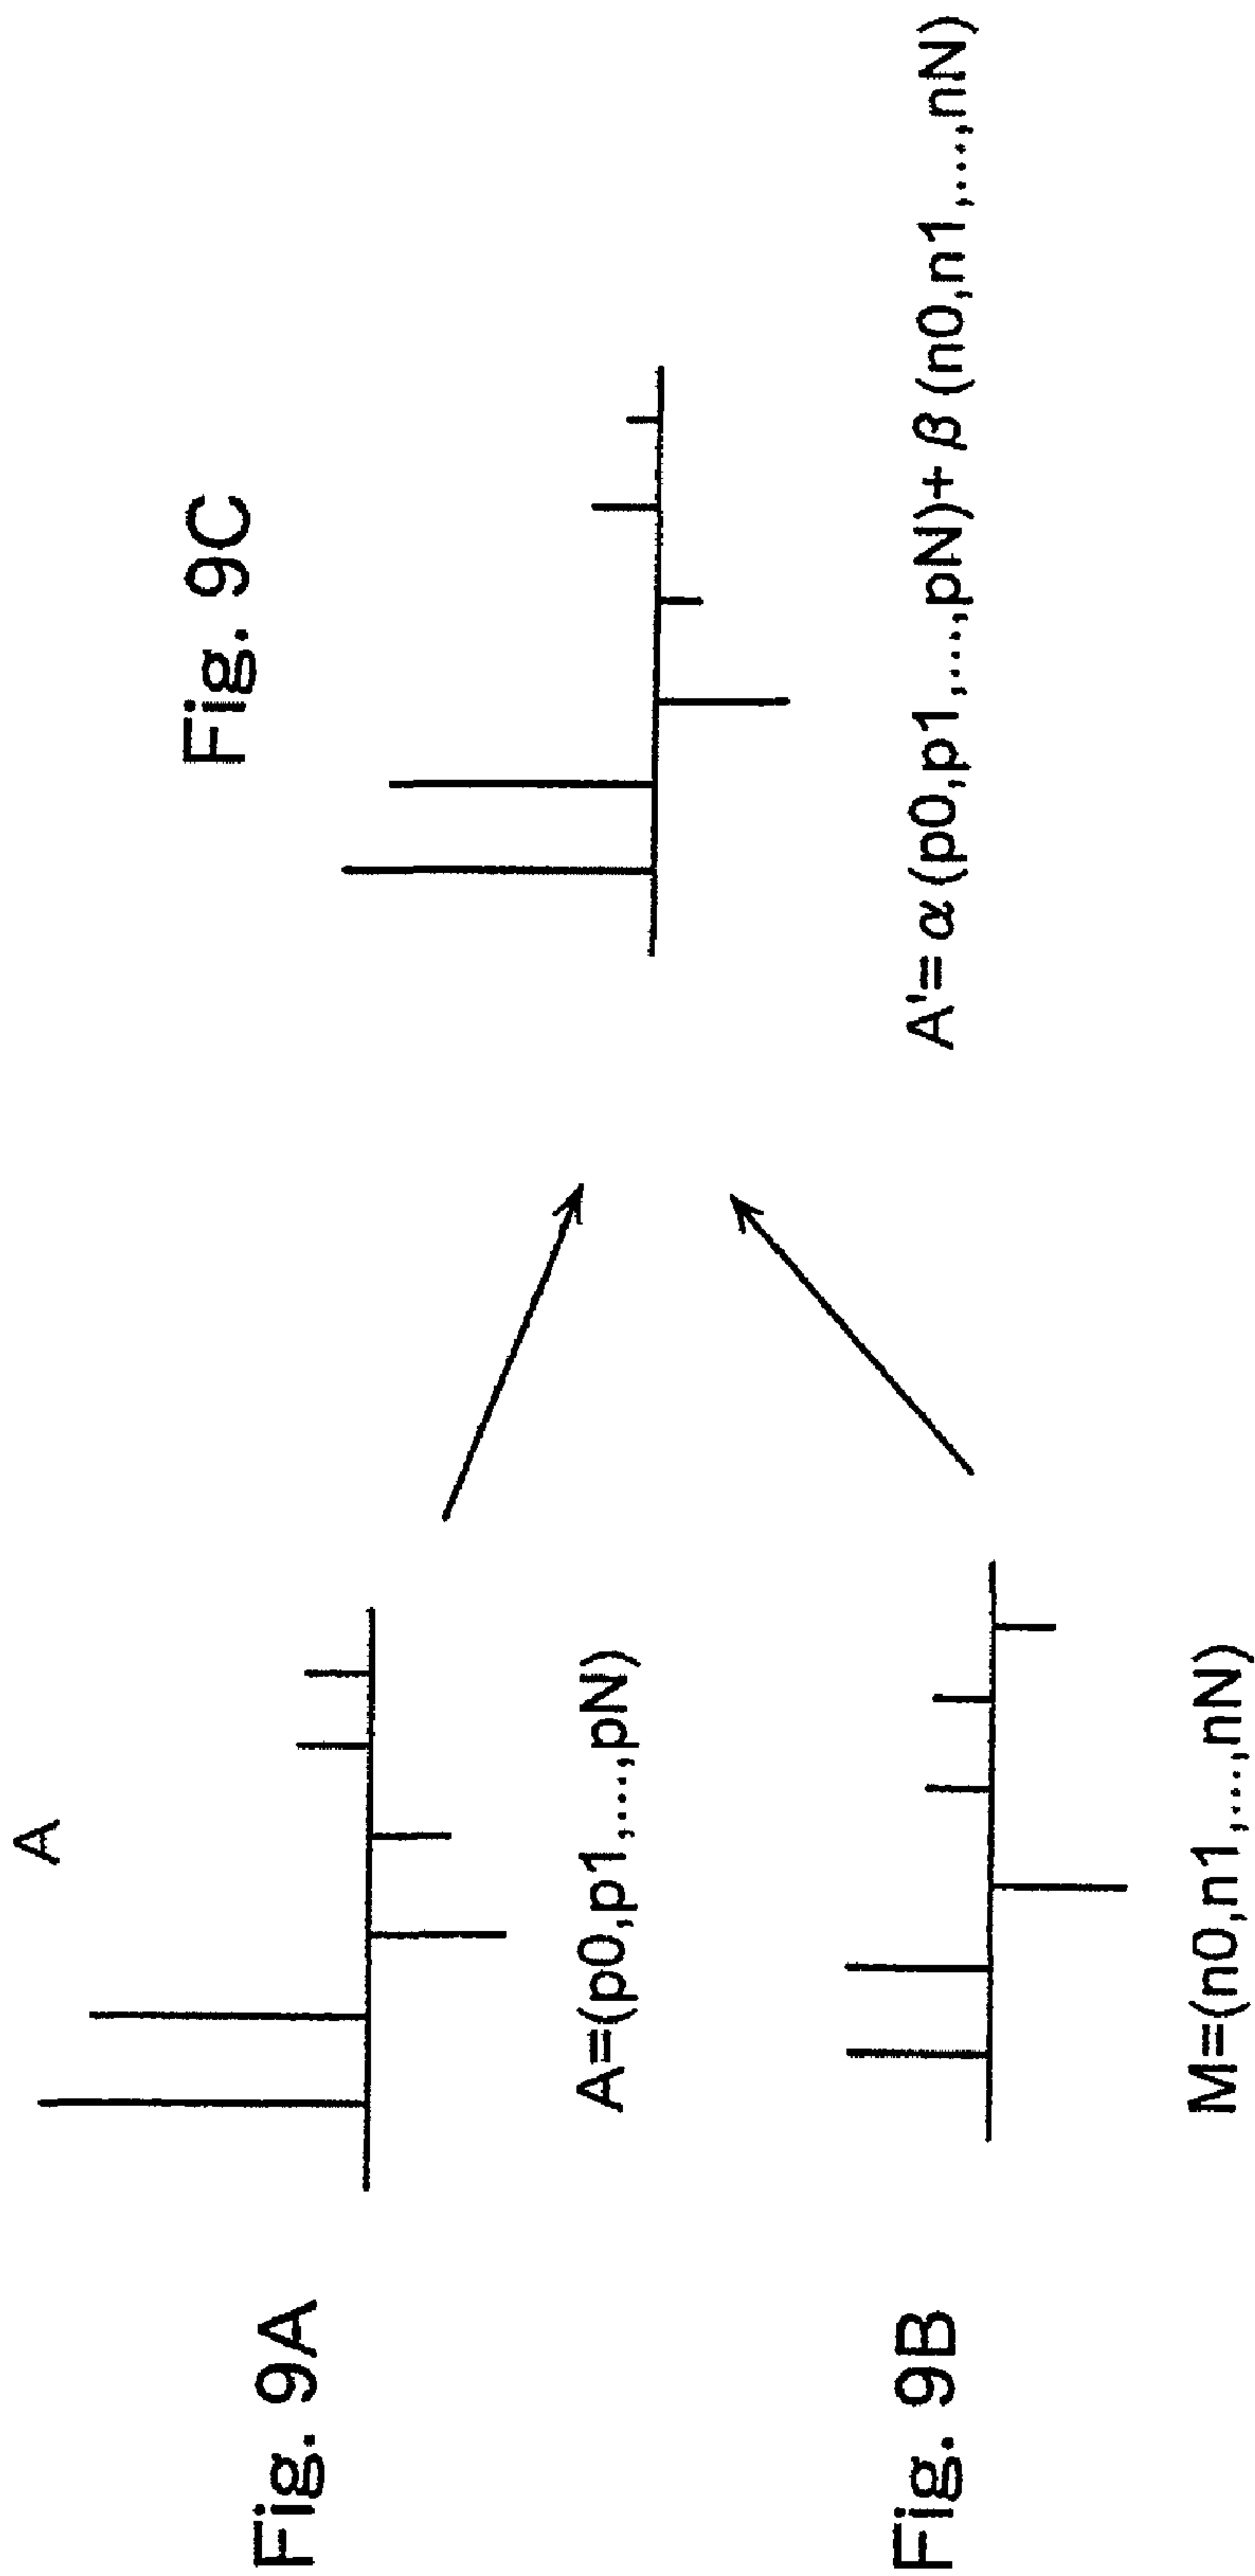 Fig. 9A
A
A=(p0,p1,...,pN)
Fig. 9B
M=(n0,n1,...,nN)
Fig. 9C
A'= α (p0,p1,...,pN)+ β (n0,n1,...,nN)